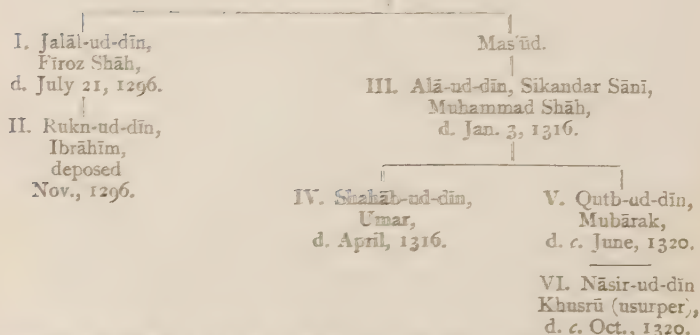 I. Jalāl-ud-dīn,
Fīroz Shāh,
d. July 21, 1296.
II. Rukn-ud-dīn,
Ibrāhīm,
deposed
Nov., 1296.
Mas'ūd.
III. Alā-ud-dīn, Sikandar Sānī,
Muhammad Shāh,
d. Jan. 3, 1316.
IV. Shahāb-ud-dīn,
Umar,
d. April, 1316.
V. Qutb-ud-dīn,
Mubārak,
d. c. June, 1320.
VI. Nāsir-ud-dīn
Khusrū (usurper),
d. c. Oct., 1320.